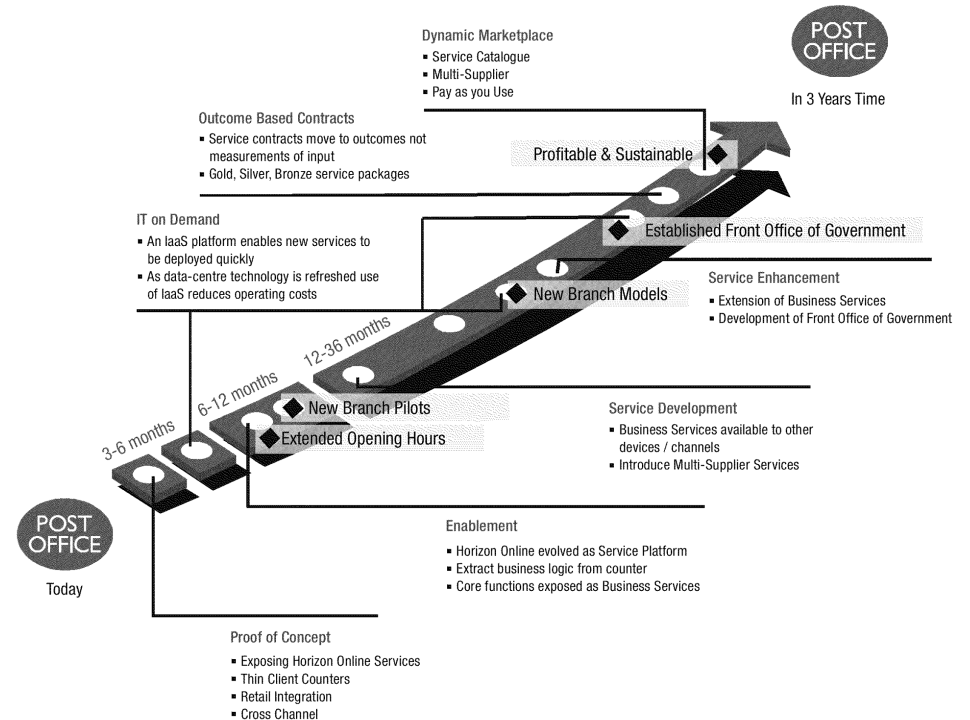 POST
OFFICE
In 3 Years Time
Dynamic Marketplace
▪ Service Catalogue
▪ Multi-Supplier
▪ Pay as you Use
Outcome Based Contracts
▪ Service contracts move to outcomes not
measurements of input
▪ Gold, Silver, Bronze service packages
Profitable & Sustainable
IT on Demand
▪ An IaaS platform enables new services to
be deployed quickly
▪ As data-centre technology is refreshed use
of IaaS reduces operating costs
Established Front Office of Government
Service Enhancement
▪ Extension of Business Services
▪ Development of Front Office of Government
New Branch Models
12-36 months
6-12 months
3-6 months
New Branch Pilots
Extended Opening Hours
Service Development
▪ Business Services available to other
devices / channels
▪ Introduce Multi-Supplier Services
POST
OFFICE
Today
Enablement
▪ Horizon Online evolved as Service Platform
▪ Extract business logic from counter
▪ Core functions exposed as Business Services
Proof of Concept
▪ Exposing Horizon Online Services
▪ Thin Client Counters
▪ Retail Integration
▪ Cross Channel